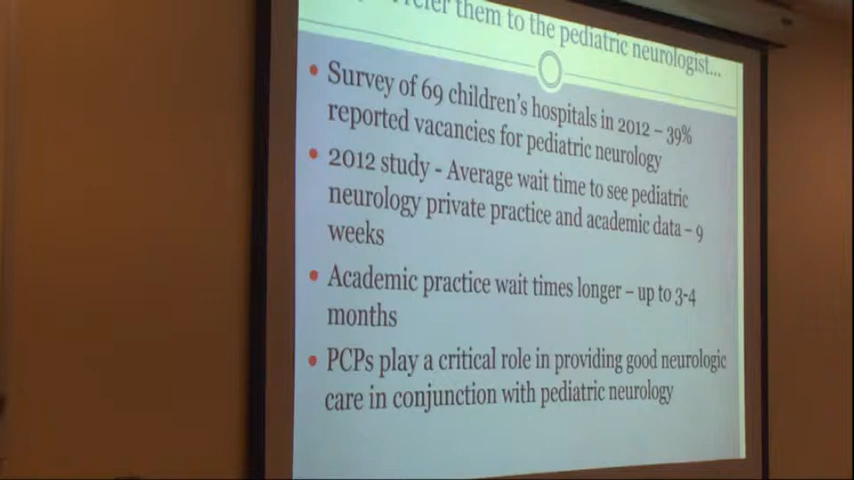 refer them to the pediatric neurologist...
• Survey of 69 children's hospitals in 2012 – 39%
reported vacancies for pediatric neurology
• 2012 study - Average wait time to see pediatric
neurology private practice and academic data – 9
weeks
• Academic practice wait times longer – up to 3-4
months
• PCPs play a critical role in providing good neurologic
care in conjunction with pediatric neurology